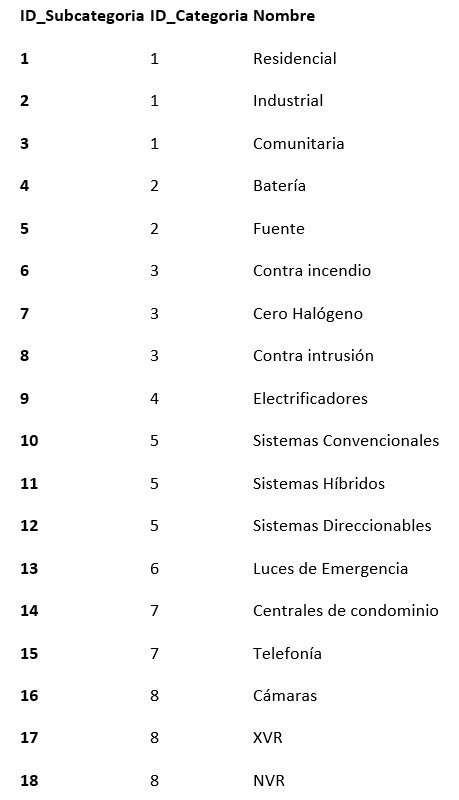 ID_Subcategoria ID_Categoria Nombre
1 1 Residencial
2 1 Industrial
3 1 Comunitaria
4 2 Batería
5 2 Fuente
6 3 Contra incendio
7 3 Cero Halógeno
8 3 Contra intrusión
9 4 Electrificadores
10 5 Sistemas Convencionales
11 5 Sistemas Híbridos
12 5 Sistemas Direccionables
13 6 Luces de Emergencia
14 7 Centrales de condominio
15 7 Telefonía
16 8 Cámaras
17 8 XVR
18 8 NVR